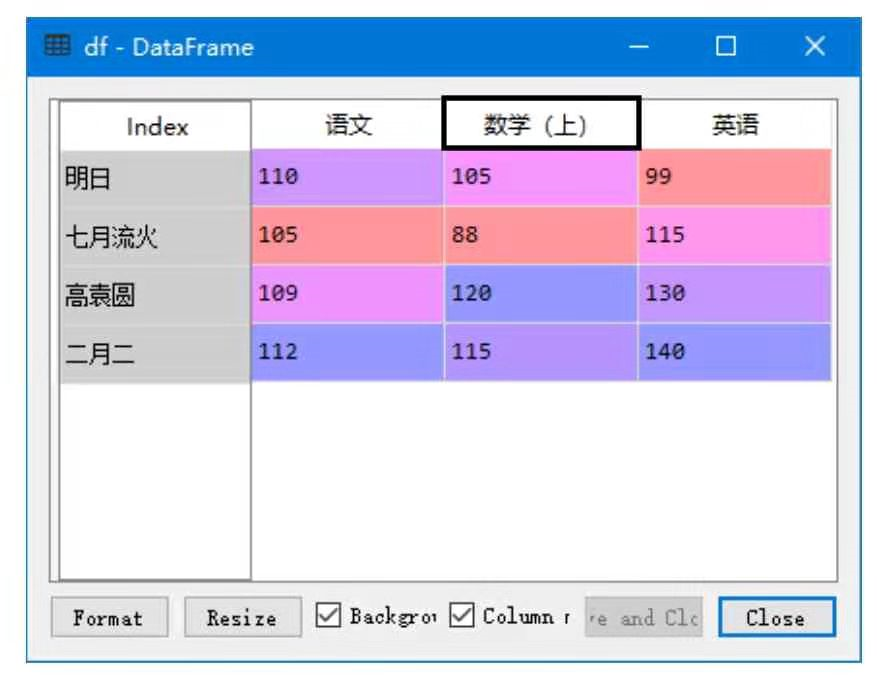 df - DataFrame
Index 语文 数学（上） 英语
明日 110 105 99
七月流火 105 88 115
高袁圆 109 120 130
二月二 112 115 140
Format Resize Backgro Column and Close